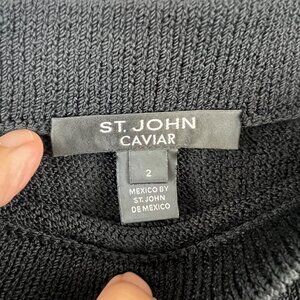 ST. JOHN
CAVIAR
2
MEXICO BY
ST. JOHN
DE MEXICO